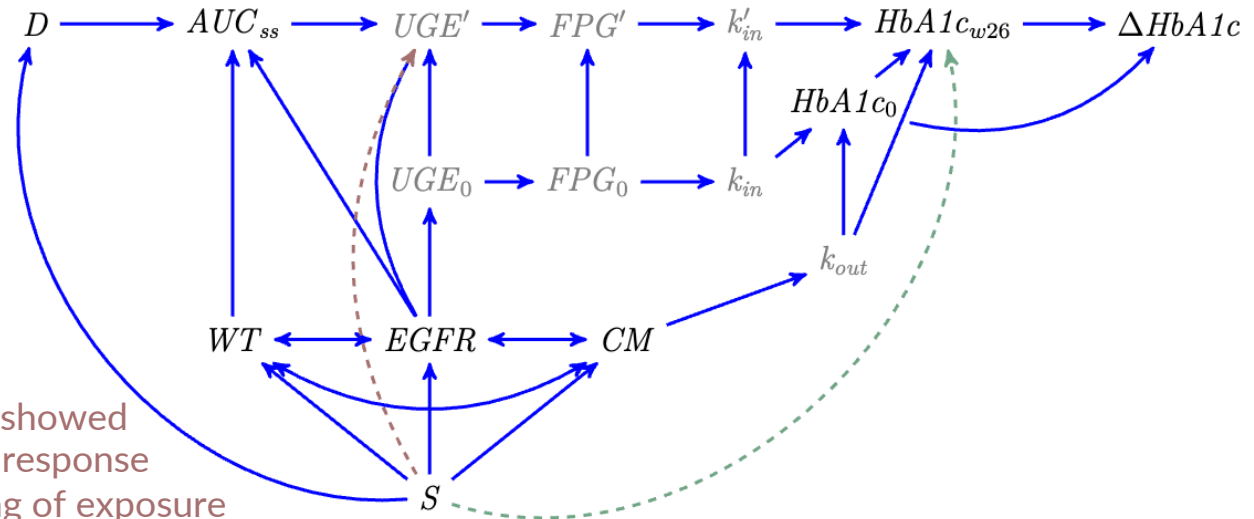 D AUC_ss UGE′ FPG′ k′_in HbA1c_w26 ΔHbA1c
HbA1c_0
UGE_0 FPG_0 k_in
k_out
WT EGFR CM
showed
response
of exposure
S